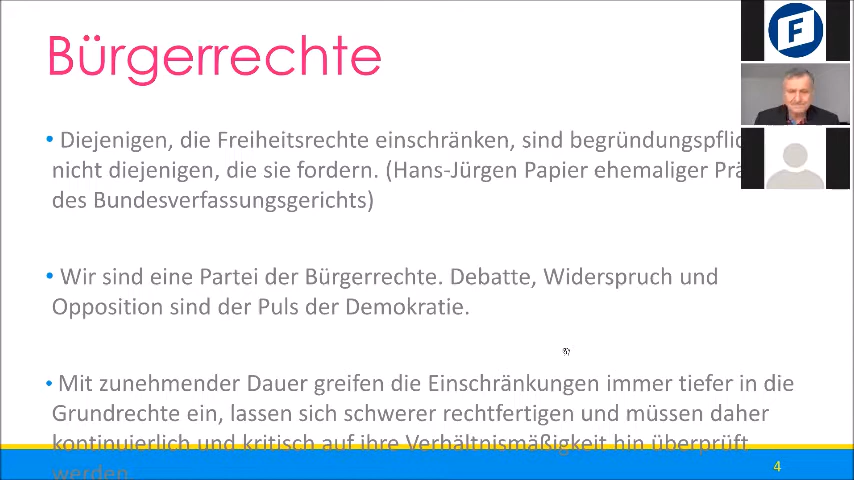 Bürgerrechte
F
• Diejenigen, die Freiheitsrechte einschränken, sind
nicht diejenigen, die sie fordern. (Hans-Jürgen Papier ehemaliger
des Bundesverfassungsgerichts)
• Wir sind eine Partei der Bürgerrechte. Debatte, Widerspruch und
Opposition sind der Puls der Demokratie.
• Mit zunehmender Dauer greifen die Einschränkungen immer tiefer in die
Grundrechte ein, lassen sich schwerer rechtfertigen und müssen daher
kontinuierlich und kritisch auf ihre Verhältnismäßigkeit hin überprüft
werden.
4